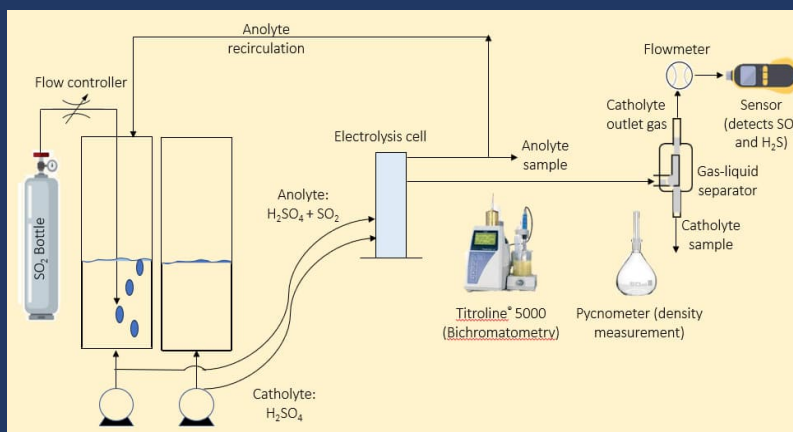 Anolyte
recirculation
Flowmeter
Flow controller
Catholyte
outlet gas
Sensor
(detects SO
and H₂S)
Electrolysis cell
Anolyte
sample
Gas-liquid
separator
Anolyte:
H₂SO₄ + SO₂
SO₂ Bottle
Catholyte
sample
Titroline® 5000
(Bichromatometry)
Pycnometer (density
measurement)
Catholyte:
H₂SO₄